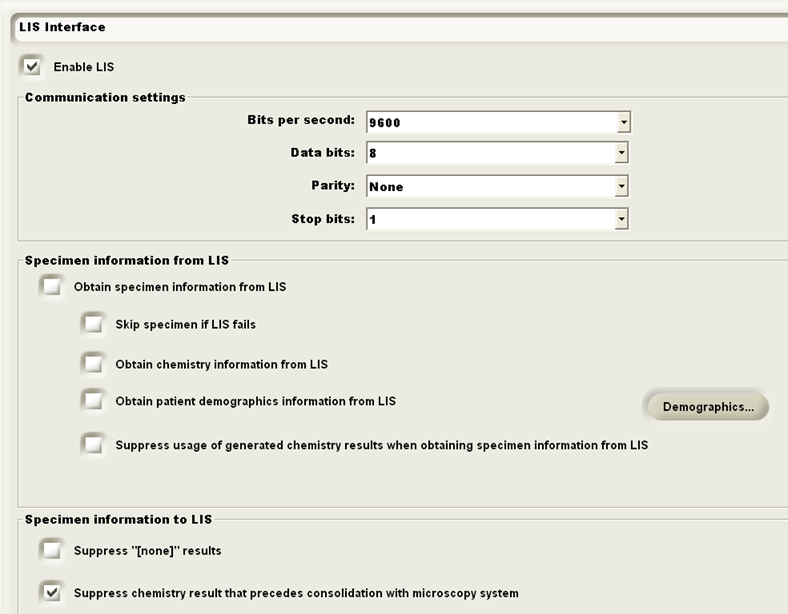 LIS Interface
Enable LIS
Communication settings
Bits per second: 9600
Data bits: 8
Parity: None
Stop bits: 1
Specimen information from LIS
Obtain specimen information from LIS
Skip specimen if LIS fails
Obtain chemistry information from LIS
Obtain patient demographics information from LIS Demographics...
Suppress usage of generated chemistry results when obtaining specimen information from LIS
Specimen information to LIS
Suppress "[none]" results
Suppress chemistry result that precedes consolidation with microscopy system